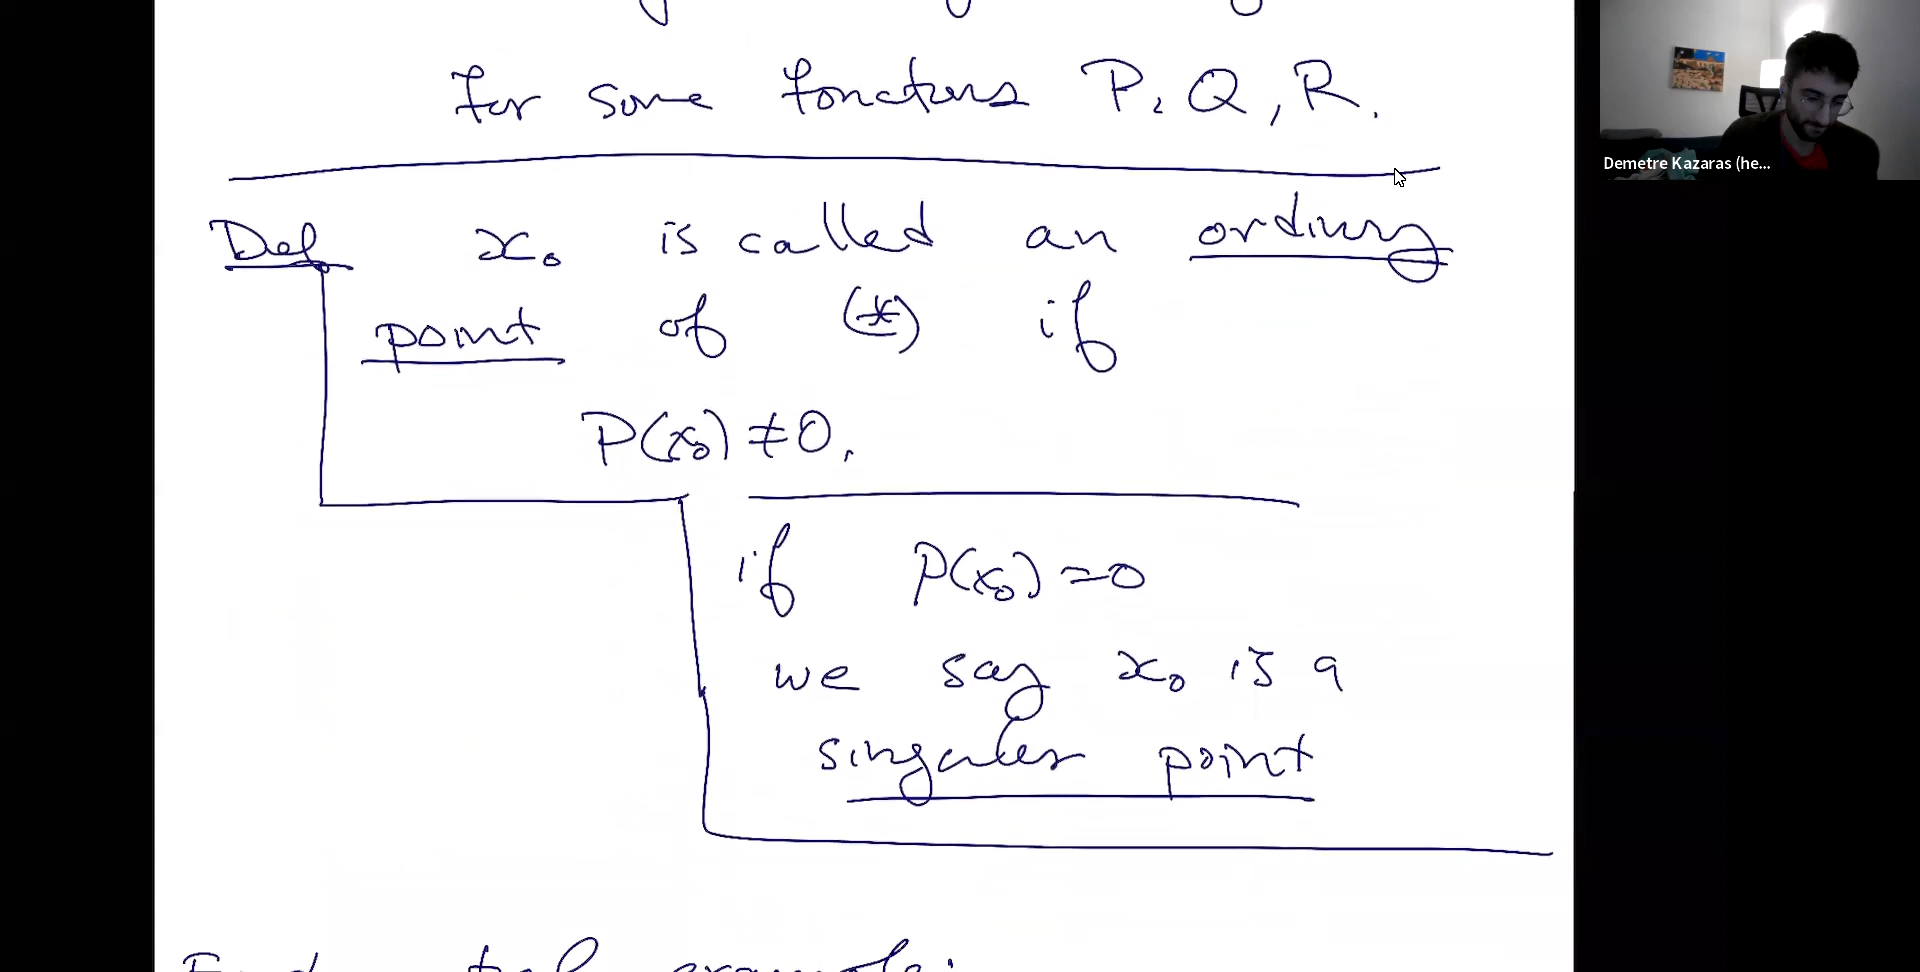 for some functions P, Q, R.
Def x₀ is called an ordinary
point of (*) if
P(x₀) ≠ 0.
if P(x₀) = 0
we say x₀ is a
singular point
example:
Demetre Kazaras (he...